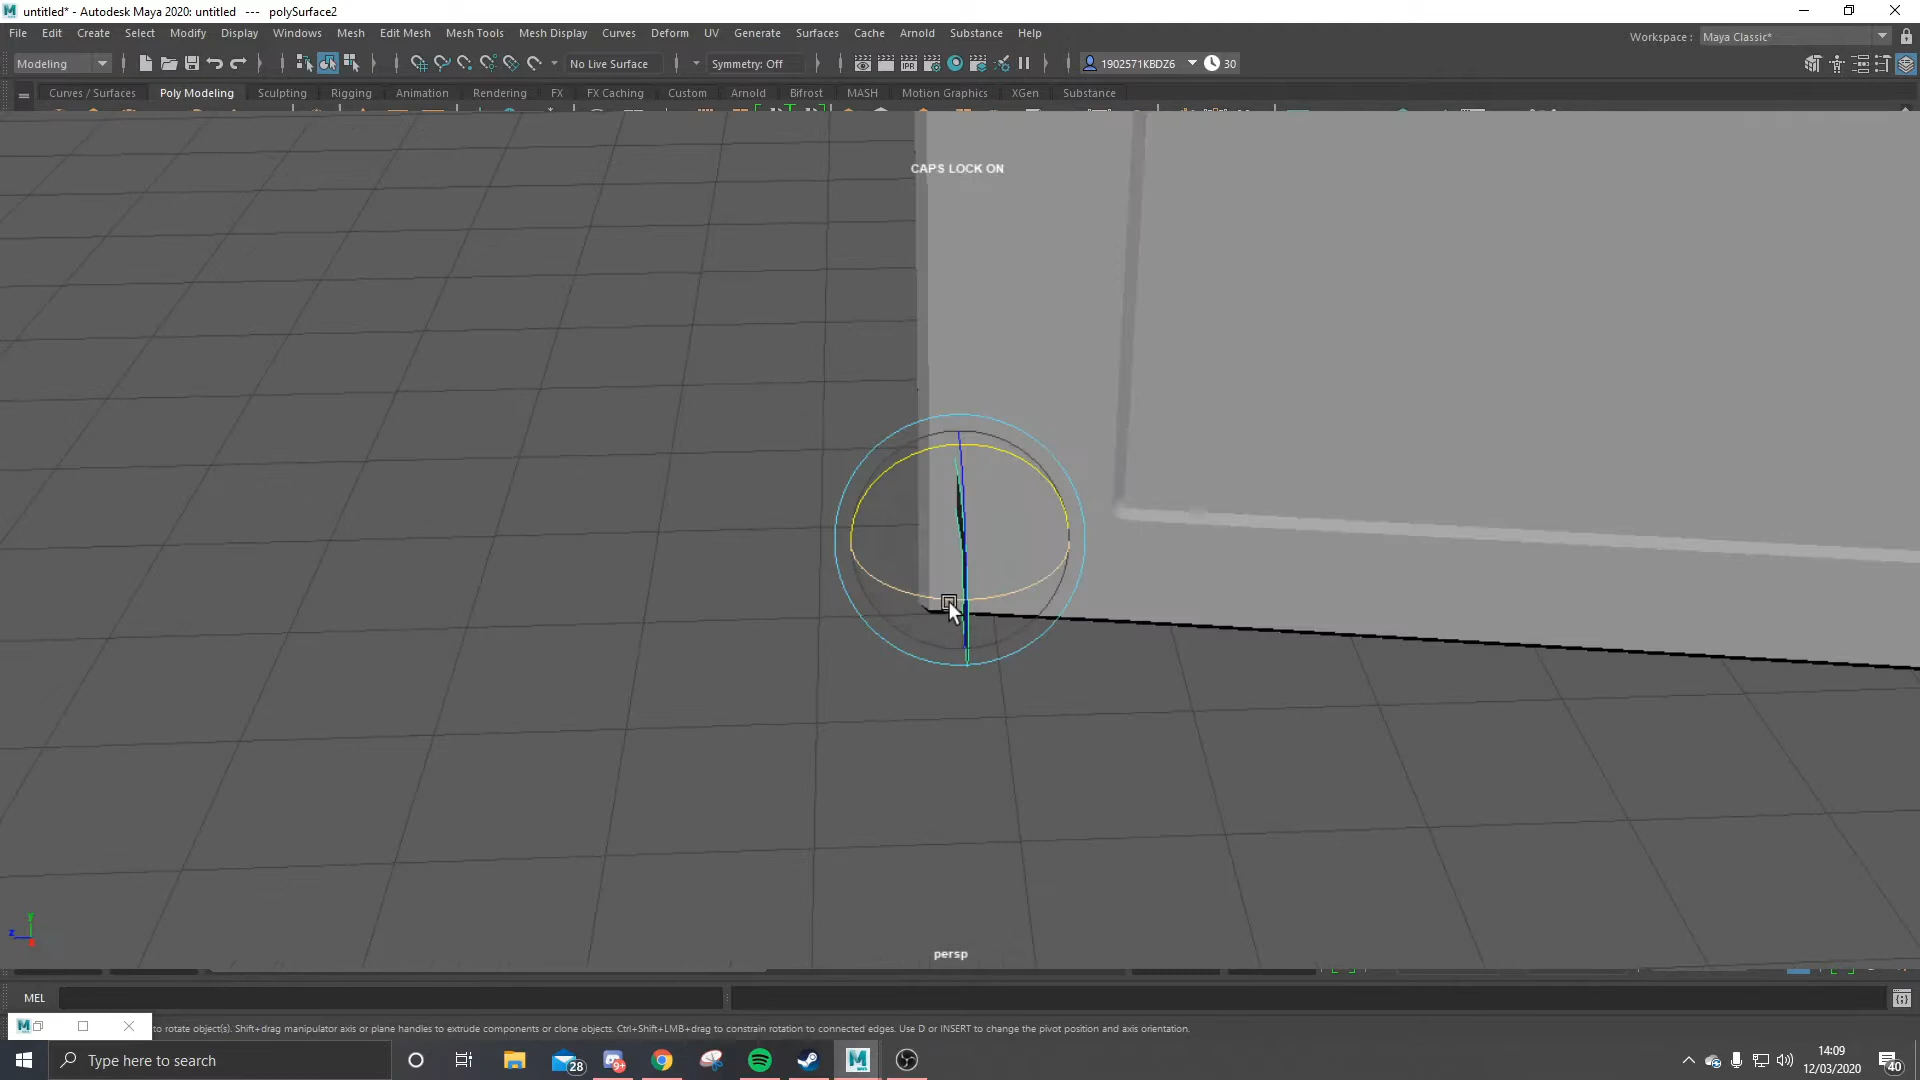 untitled* - Autodesk Maya 2020: untitled --- polySurface2
File Edit Create Select Modify Display Windows Mesh Edit Mesh Mesh Tools Mesh Display Curves Deform UV Generate Surfaces Cache Arnold Substance Help
Workspace : Maya Classic*
Modeling No Live Surface Symmetry: Off IPR 1902571KBDZ6 30
Curves / Surfaces Poly Modeling Sculpting Rigging Animation Rendering FX FX Caching Custom Arnold Bifrost MASH Motion Graphics XGen Substance
CAPS LOCK ON
z
persp
MEL
to rotate object(s). Shift+drag manipulator axis or plane handles to extrude components or clone objects. Ctrl+Shift+LMB+drag to constrain rotation to connected edges. Use D or INSERT to change the pivot position and axis orientation.
Type here to search
28
9+
14:09
12/03/2020
40